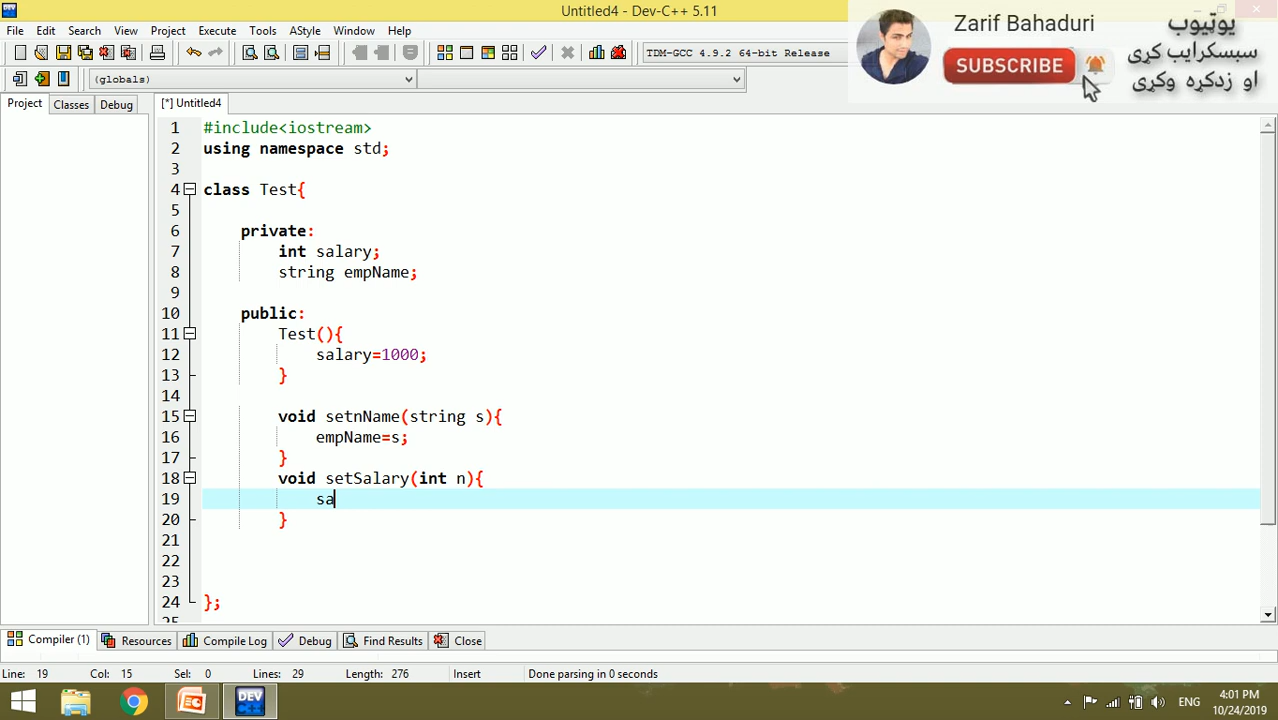 Untitled4 - Dev-C++ 5.11
File Edit Search View Project Execute Tools AStyle Window Help
TDM-GCC 4.9.2 64-bit Release
(globals)
Zarif Bahaduri
SUBSCRIBE
یوټیوب
سبسکرایب کړی
او زدکړه وکړی
Project Classes Debug
[*] Untitled4
1 #include<iostream>
2 using namespace std;
3
4 class Test{
5
6 private:
7 int salary;
8 string empName;
9
10 public:
11 Test(){
12 salary=1000;
13 }
14
15 void setnName(string s){
16 empName=s;
17 }
18 void setSalary(int n){
19 sa
20 }
21
22
23
24 };
25
Compiler (1) Resources Compile Log Debug Find Results Close
Line: 19 Col: 15 Sel: 0 Lines: 29 Length: 276 Insert Done parsing in 0 seconds
DEV C++
ENG
4:01 PM
10/24/2019